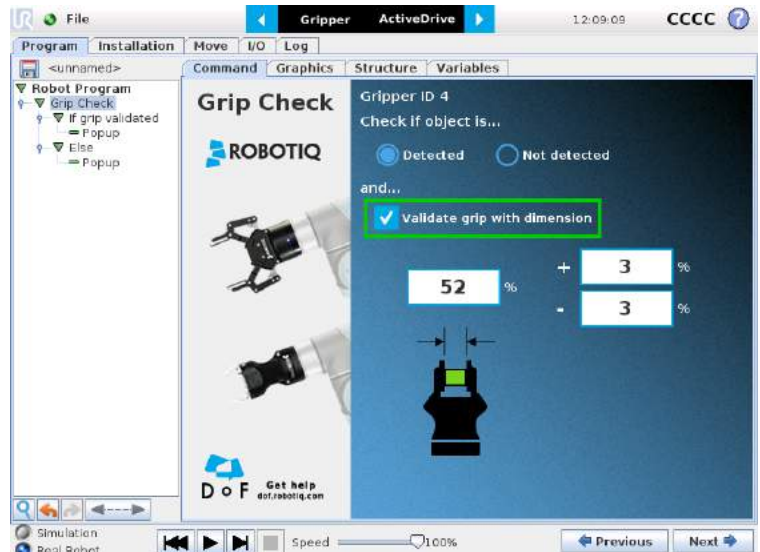 UR File Gripper ActiveDrive 12:09:09 CCCC ?
Program Installation Move I/O Log
<unnamed> Command Graphics Structure Variables
Robot Program
Grip Check
If grip validated
Popup
Else
Popup
Grip Check
ROBOTIQ
DoF Get help
dof.robotiq.com
Gripper ID 4
Check if object is...
Detected Not detected
and...
Validate grip with dimension
52 %
+ 3 %
- 3 %
Simulation
Real Robot
Speed 100% Previous Next